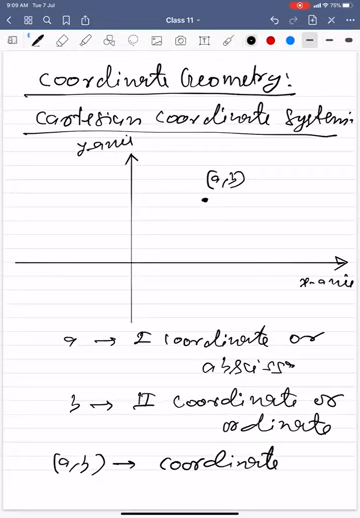 9:09 AM Tue 7 Jul
Class 11
Coordinate Geometry:
Cartesian Coordinate System:
y-axis
(a,b)
x-axis
a → I coordinate or
abscissa
b → II coordinate or
ordinate
(a,b) → coordinate